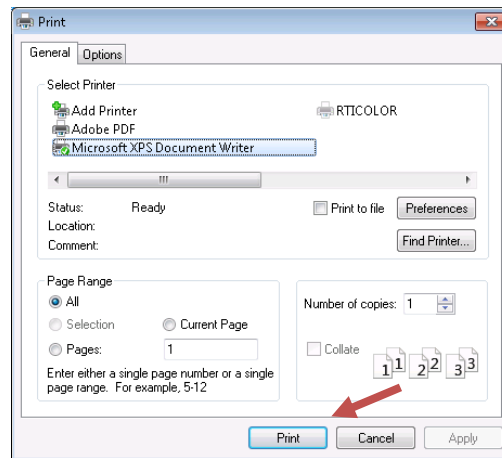 Print
General Options
Select Printer
Add Printer RTICOLOR
Adobe PDF
Microsoft XPS Document Writer
Status: Ready Print to file Preferences
Location:
Comment: Find Printer...
Page Range
All Number of copies: 1
Selection Current Page
Pages: 1 Collate
Enter either a single page number or a single
page range. For example, 5-12
1 1 2 2 3 3
Print Cancel Apply